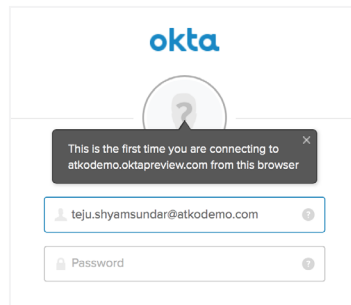 okta
?
This is the first time you are connecting to
atkodemo.oktapreview.com from this browser
teju.shyamsundar@atkodemo.com
Password